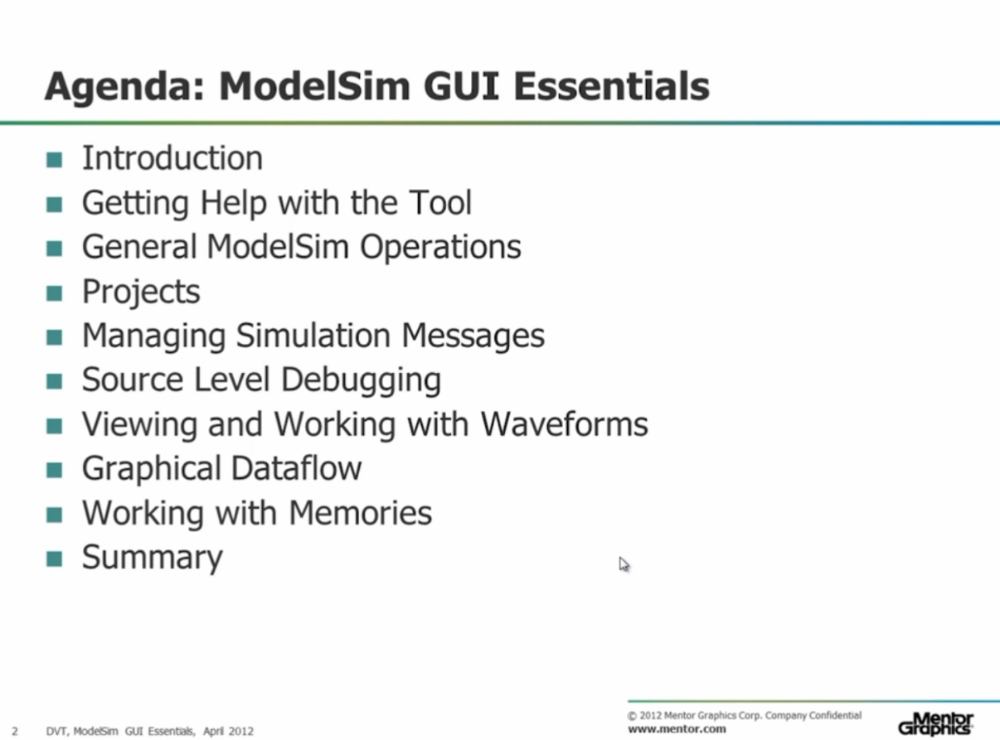 Agenda: ModelSim GUI Essentials
Introduction
Getting Help with the Tool
General ModelSim Operations
Projects
Managing Simulation Messages
Source Level Debugging
Viewing and Working with Waveforms
Graphical Dataflow
Working with Memories
Summary
2 DVT, ModelSim GUI Essentials, April 2012
© 2012 Mentor Graphics Corp. Company Confidential
www.mentor.com
Mentor
Graphics